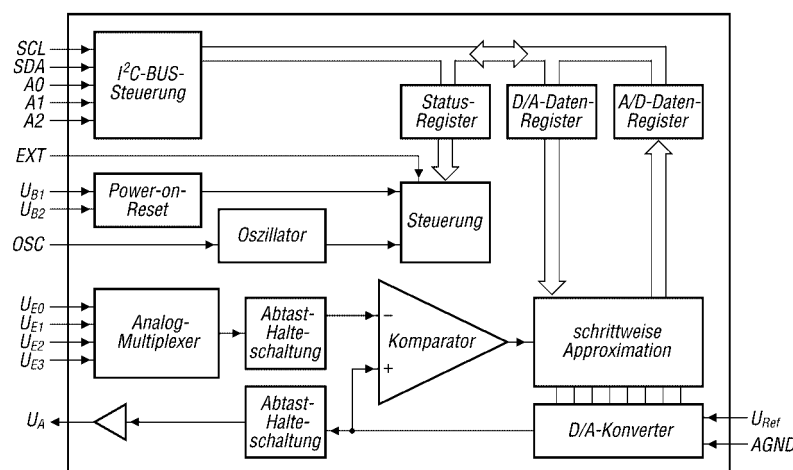 SCL
SDA
A0
A1
A2
I²C-BUS-
Steuerung
Status-
Register
D/A-Daten-
Register
A/D-Daten-
Register
EXT
U_B1
U_B2
Power-on-
Reset
Steuerung
OSC
Oszillator
U_E0
U_E1
U_E2
U_E3
Analog-
Multiplexer
Abtast-
Halte-
schaltung
−
+
Komparator
schrittweise
Approximation
U_A
Abtast-
Halte-
schaltung
D/A-Konverter
U_Ref
AGND